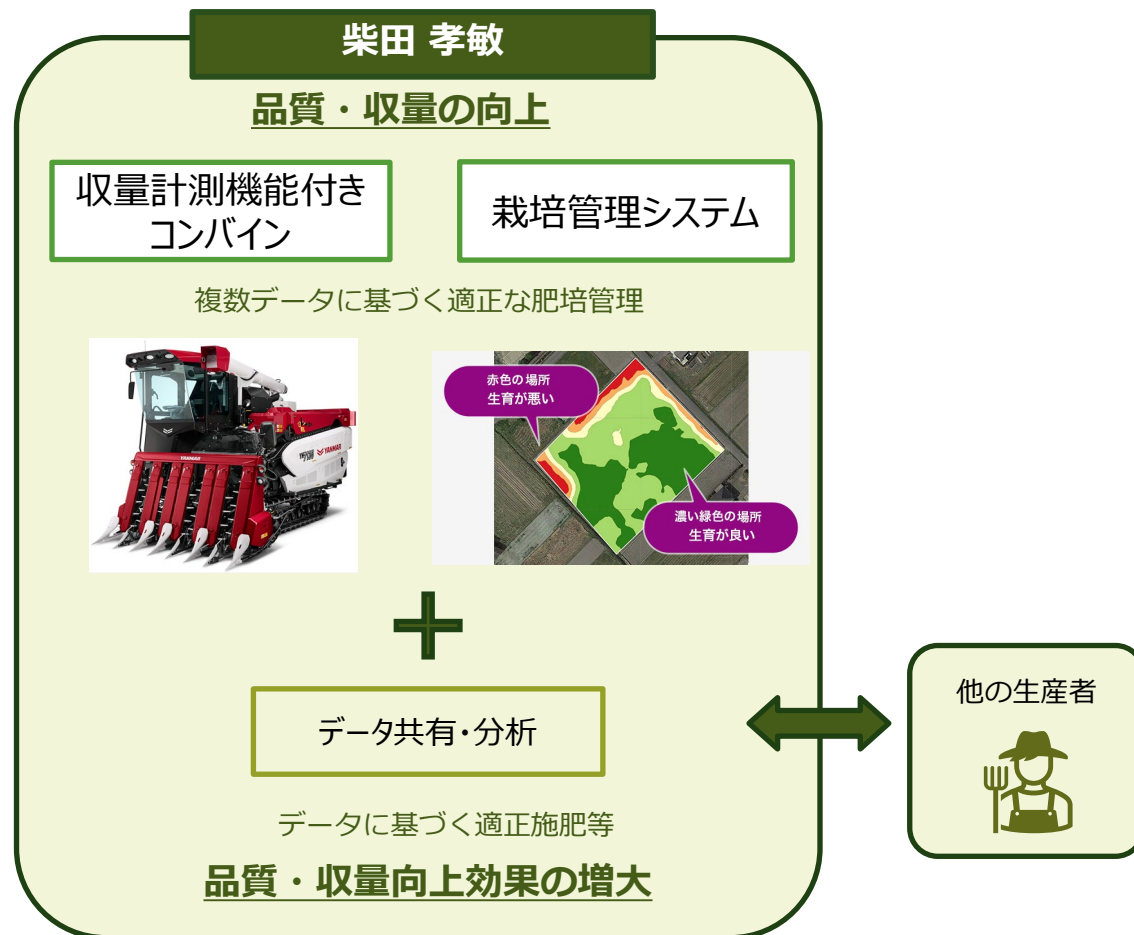 柴田 孝敏
品質・収量の向上
収量計測機能付き
コンバイン
栽培管理システム
複数データに基づく適正な肥培管理
YANMAR
YANMAR
赤色の場所
生育が悪い
濃い緑色の場所
生育が良い
データ共有・分析
他の生産者
データに基づく適正施肥等
品質・収量向上効果の増大